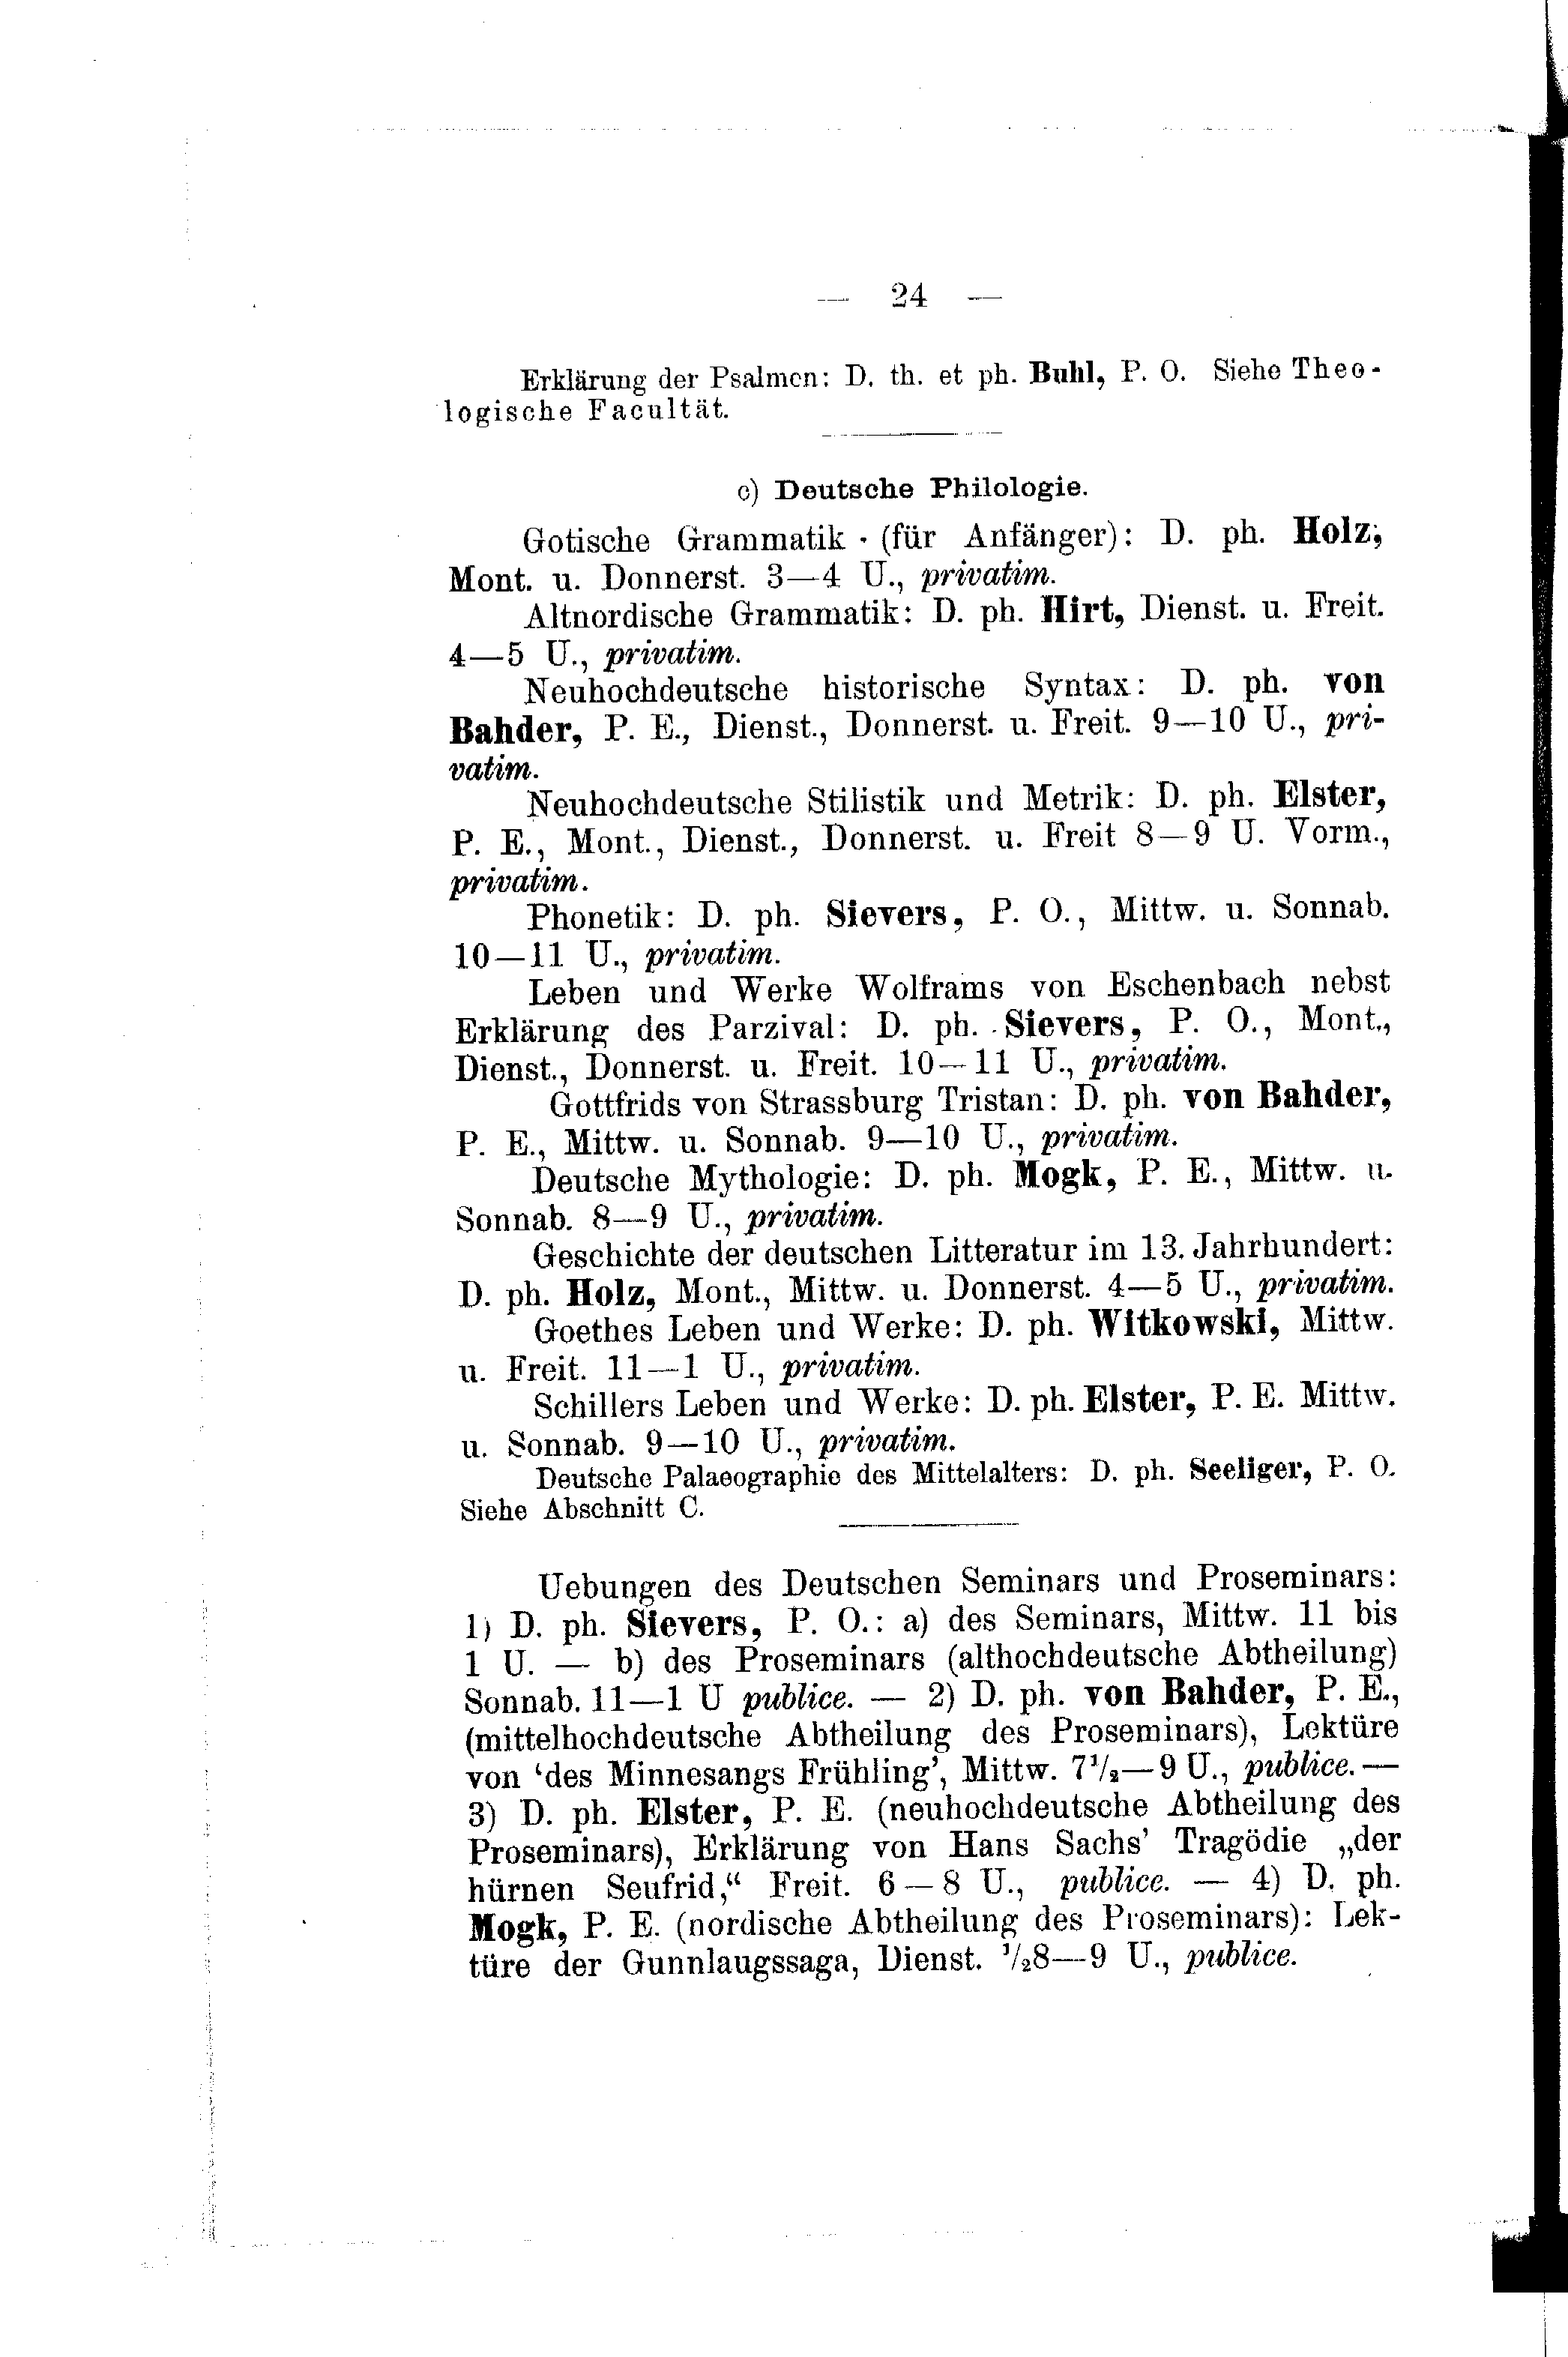 — 24 —
Erklärung der Psalmen: D. th. et ph. Buhl, P. O. Siehe Theo-
logische Facultät.
c) Deutsche Philologie.
Gotische Grammatik (für Anfänger): D. ph. Holz,
Mont. u. Donnerst. 3—4 U., privatim.
Altnordische Grammatik: D. ph. Hirt, Dienst. u. Freit.
4—5 U., privatim.
Neuhochdeutsche historische Syntax: D. ph. von
Bahder, P. E., Dienst., Donnerst. u. Freit. 9—10 U., pri-
vatim.
Neuhochdeutsche Stilistik und Metrik: D. ph. Elster,
P. E., Mont., Dienst., Donnerst. u. Freit 8—9 U. Vorm.,
privatim.
Phonetik: D. ph. Sievers, P. O., Mittw. u. Sonnab.
10—11 U., privatim.
Leben und Werke Wolframs von Eschenbach nebst
Erklärung des Parzival: D. ph. Sievers, P. O., Mont.,
Dienst., Donnerst. u. Freit. 10—11 U., privatim.
Gottfrids von Strassburg Tristan: D. ph. von Bahder,
P. E., Mittw. u. Sonnab. 9—10 U., privatim.
Deutsche Mythologie: D. ph. Mogk, P. E., Mittw. u.
Sonnab. 8—9 U., privatim.
Geschichte der deutschen Litteratur im 13. Jahrhundert:
D. ph. Holz, Mont., Mittw. u. Donnerst. 4—5 U., privatim.
Goethes Leben und Werke: D. ph. Witkowski, Mittw.
u. Freit. 11—1 U., privatim.
Schillers Leben und Werke: D. ph. Elster, P. E. Mittw.
u. Sonnab. 9—10 U., privatim.
Deutsche Palaeographie des Mittelalters: D. ph. Seeliger, P. O.
Siehe Abschnitt C.
Uebungen des Deutschen Seminars und Proseminars:
1) D. ph. Sievers, P. O.: a) des Seminars, Mittw. 11 bis
1 U. — b) des Proseminars (althochdeutsche Abtheilung)
Sonnab. 11—1 U publice. — 2) D. ph. von Bahder, P. E.,
(mittelhochdeutsche Abtheilung des Proseminars), Lektüre
von ‘des Minnesangs Frühling’, Mittw. 7 1/2—9 U., publice. —
3) D. ph. Elster, P. E. (neuhochdeutsche Abtheilung des
Proseminars), Erklärung von Hans Sachs’ Tragödie „der
hürnen Seufrid,“ Freit. 6—8 U., publice. — 4) D. ph.
Mogk, P. E. (nordische Abtheilung des Proseminars): Lek-
türe der Gunnlaugssaga, Dienst. 1/2 8—9 U., publice.